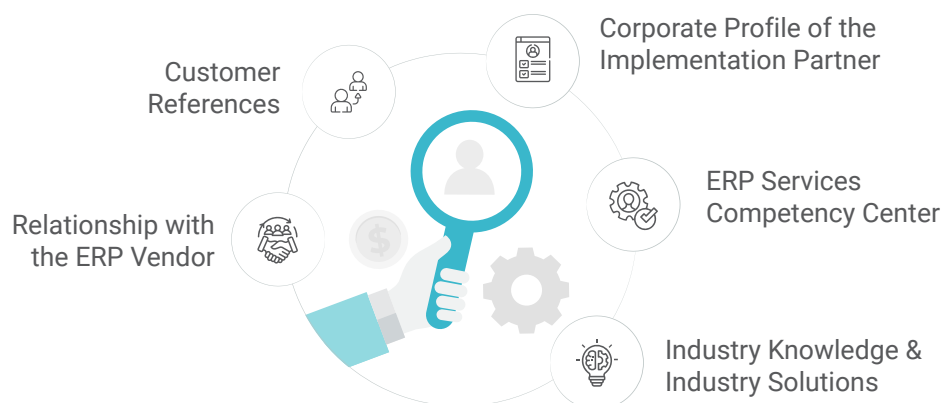 Corporate Profile of the
Implementation Partner
Customer
References
ERP Services
Competency Center
Relationship with
the ERP Vendor
Industry Knowledge &
Industry Solutions